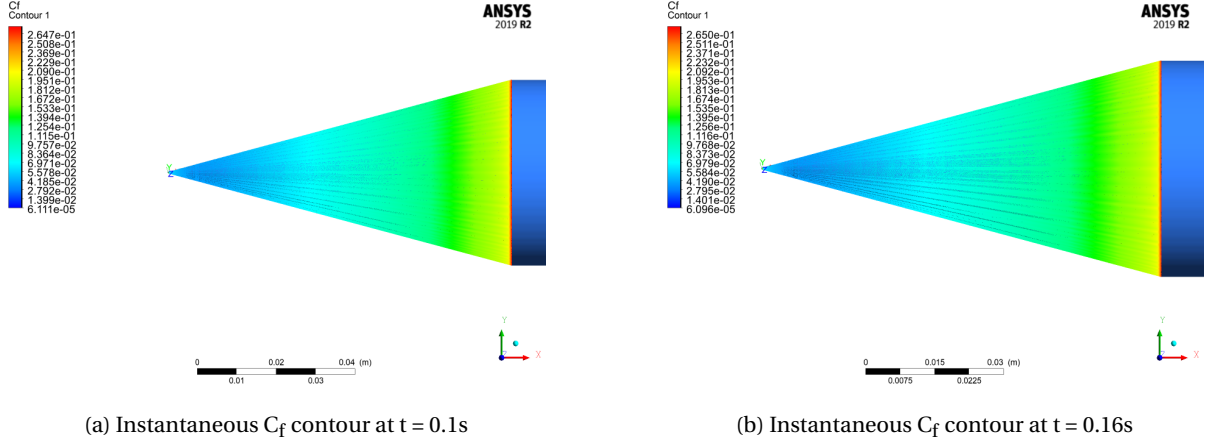 Cf
Contour 1
2.647e-01
2.508e-01
2.369e-01
2.229e-01
2.090e-01
1.951e-01
1.812e-01
1.672e-01
1.533e-01
1.394e-01
1.254e-01
1.115e-01
9.757e-02
8.364e-02
6.971e-02
5.578e-02
4.185e-02
2.792e-02
1.399e-02
6.111e-05
ANSYS
2019 R2
Y
Z
Y
Z
X
0 0.02 0.04 (m)
0.01 0.03
(a) Instantaneous Cf contour at t = 0.1s
Cf
Contour 1
2.650e-01
2.511e-01
2.371e-01
2.232e-01
2.092e-01
1.953e-01
1.813e-01
1.674e-01
1.535e-01
1.395e-01
1.256e-01
1.116e-01
9.768e-02
8.373e-02
6.979e-02
5.584e-02
4.190e-02
2.795e-02
1.401e-02
6.096e-05
ANSYS
2019 R2
Y
Z
Y
Z
X
0 0.015 0.03 (m)
0.0075 0.0225
(b) Instantaneous Cf contour at t = 0.16s